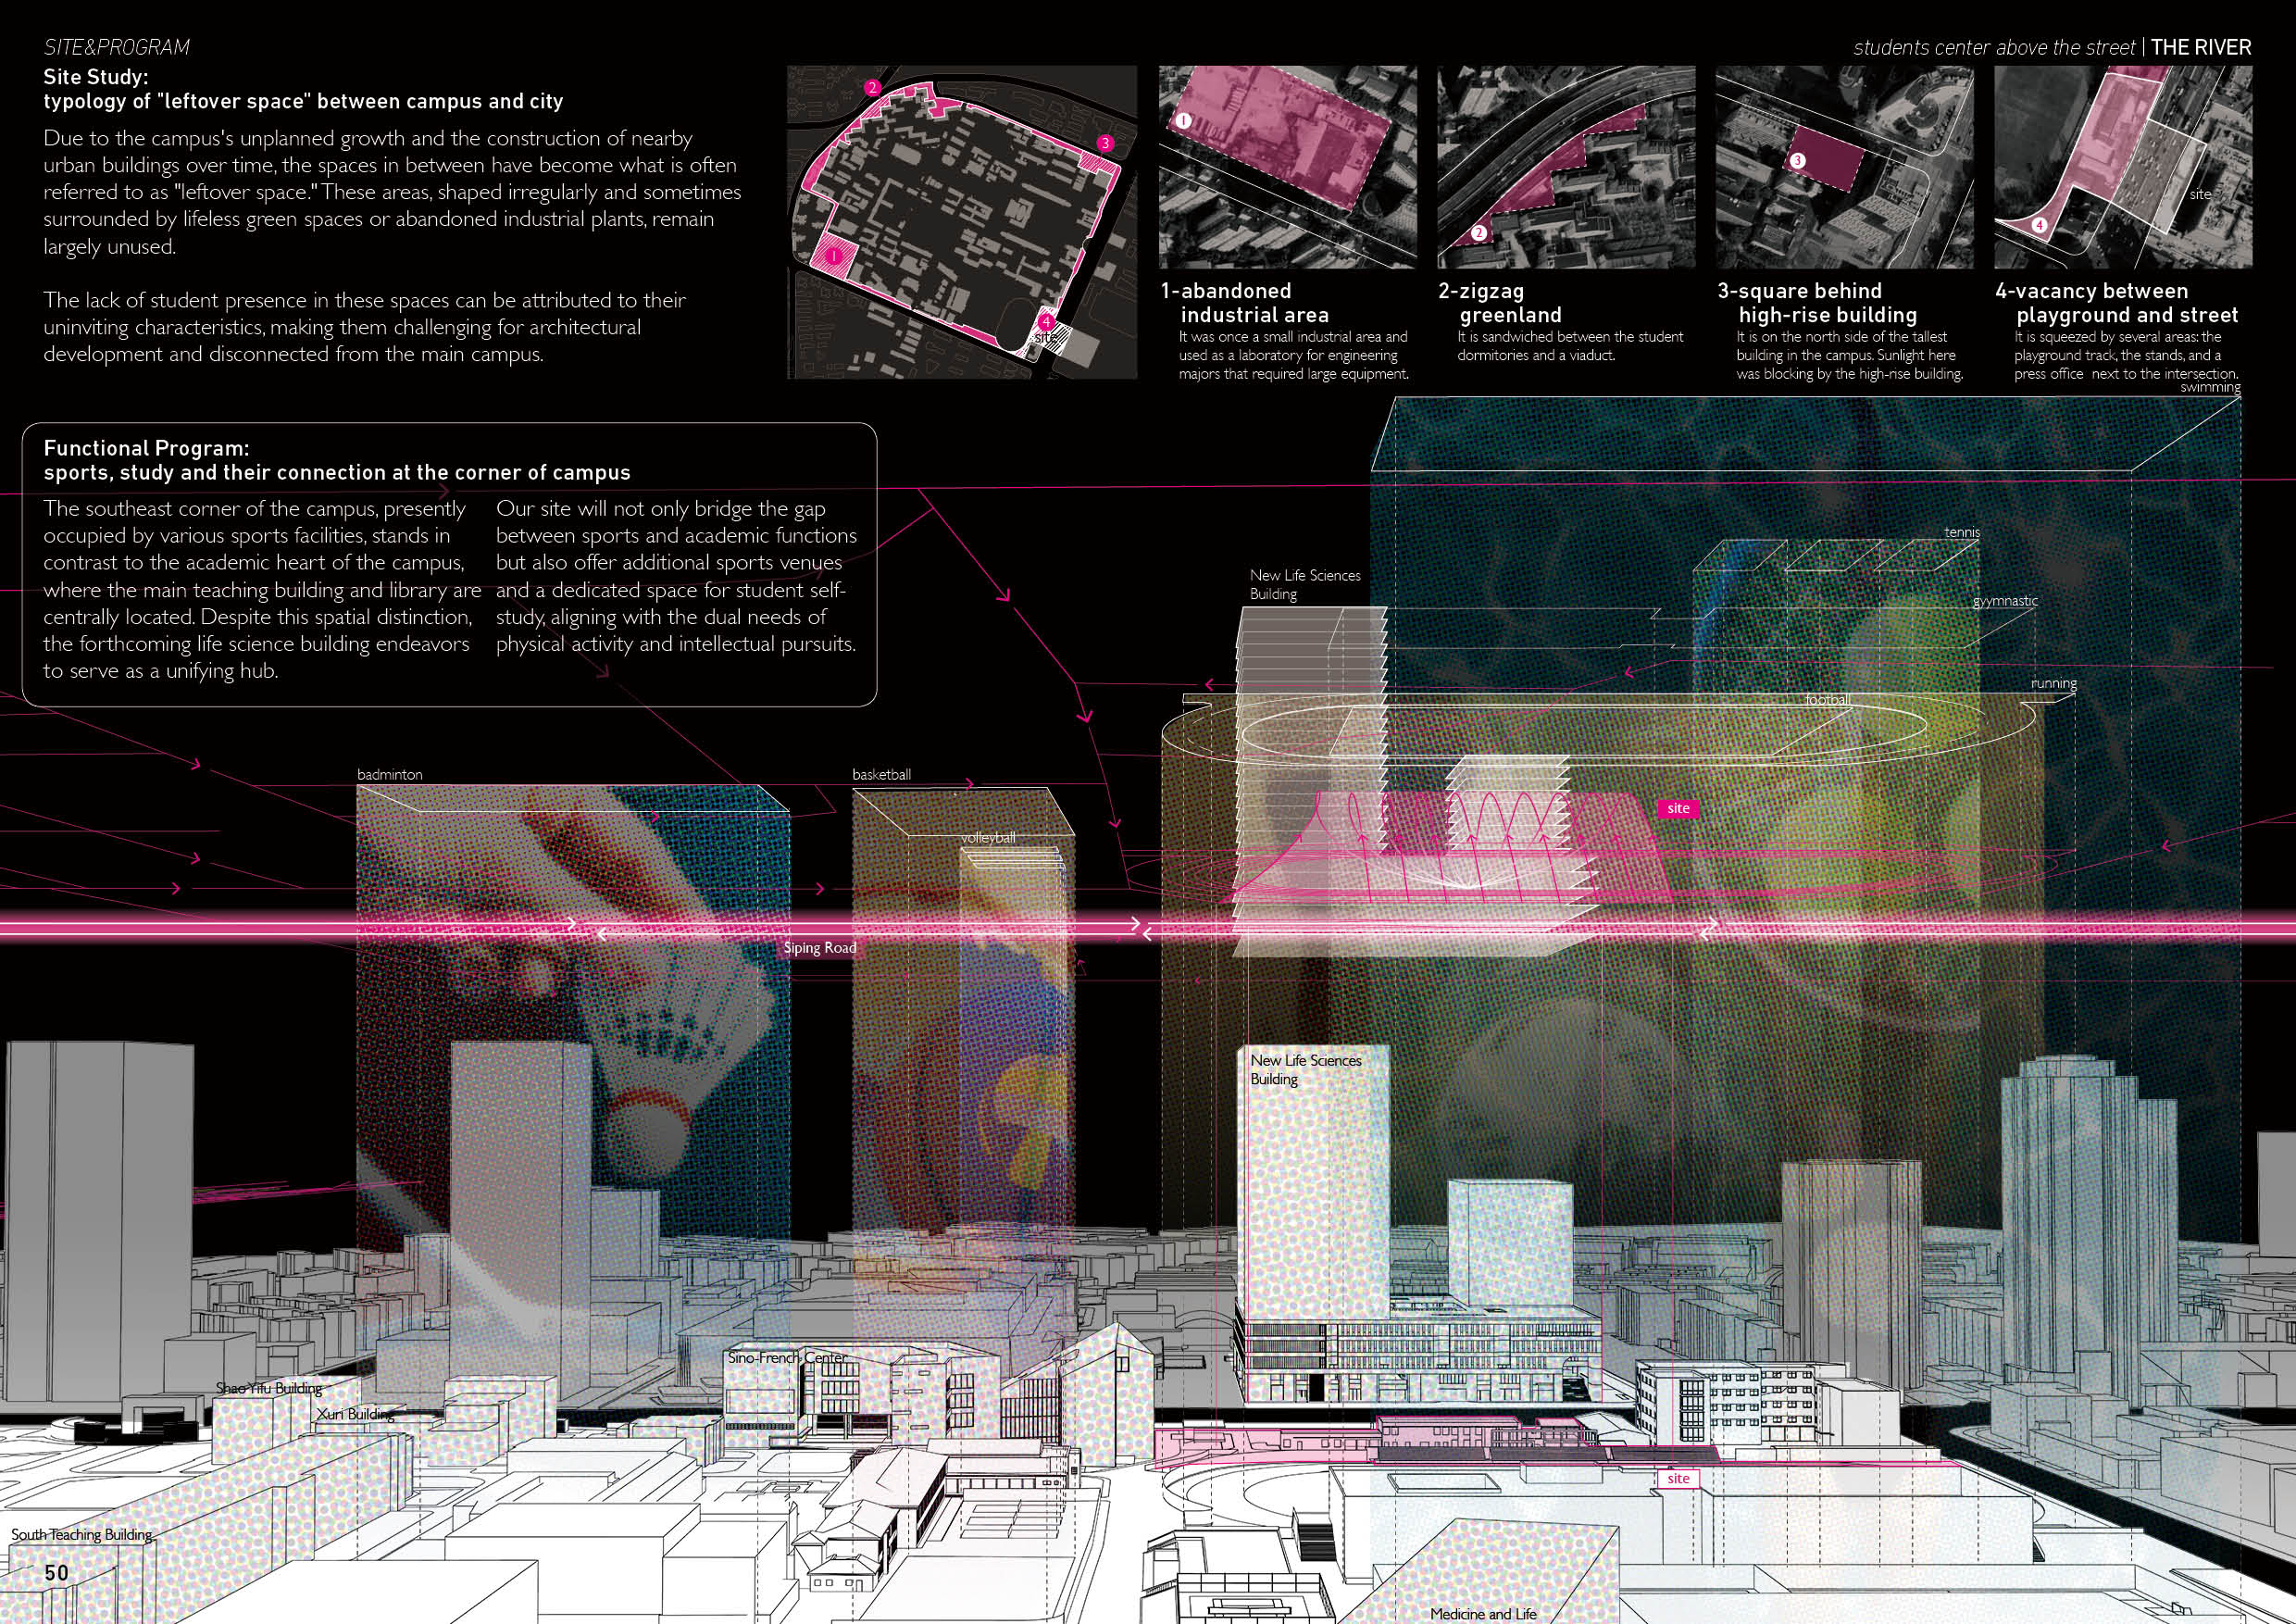 SITE&PROGRAM
students center above the street | THE RIVER
Site Study:
typology of "leftover space" between campus and city
Due to the campus's unplanned growth and the construction of nearby
urban buildings over time, the spaces in between have become what is often
referred to as "leftover space." These areas, shaped irregularly and sometimes
surrounded by lifeless green spaces or abandoned industrial plants, remain
largely unused.
The lack of student presence in these spaces can be attributed to their
uninviting characteristics, making them challenging for architectural
development and disconnected from the main campus.
2
3
1
4
site
1
2
3
4
site
1-abandoned
industrial area
It was once a small industrial area and
used as a laboratory for engineering
majors that required large equipment.
2-zigzag
greenland
It is sandwiched between the student
dormitories and a viaduct.
3-square behind
high-rise building
It is on the north side of the tallest
building in the campus. Sunlight here
was blocking by the high-rise building.
4-vacancy between
playground and street
It is squeezed by several areas: the
playground track, the stands, and a
press office next to the intersection.
Functional Program:
sports, study and their connection at the corner of campus
The southeast corner of the campus, presently
occupied by various sports facilities, stands in
contrast to the academic heart of the campus,
where the main teaching building and library are
centrally located. Despite this spatial distinction,
the forthcoming life science building endeavors
to serve as a unifying hub.
Our site will not only bridge the gap
between sports and academic functions
but also offer additional sports venues
and a dedicated space for student self-
study, aligning with the dual needs of
physical activity and intellectual pursuits.
swimming
tennis
New Life Sciences
Building
gyymnastic
running
football
badminton
basketball
site
volleyball
Siping Road
New Life Sciences
Building
Sino-French Center
Shao Yifu Building
Xuri Building
site
South Teaching Building
50
Medicine and Life